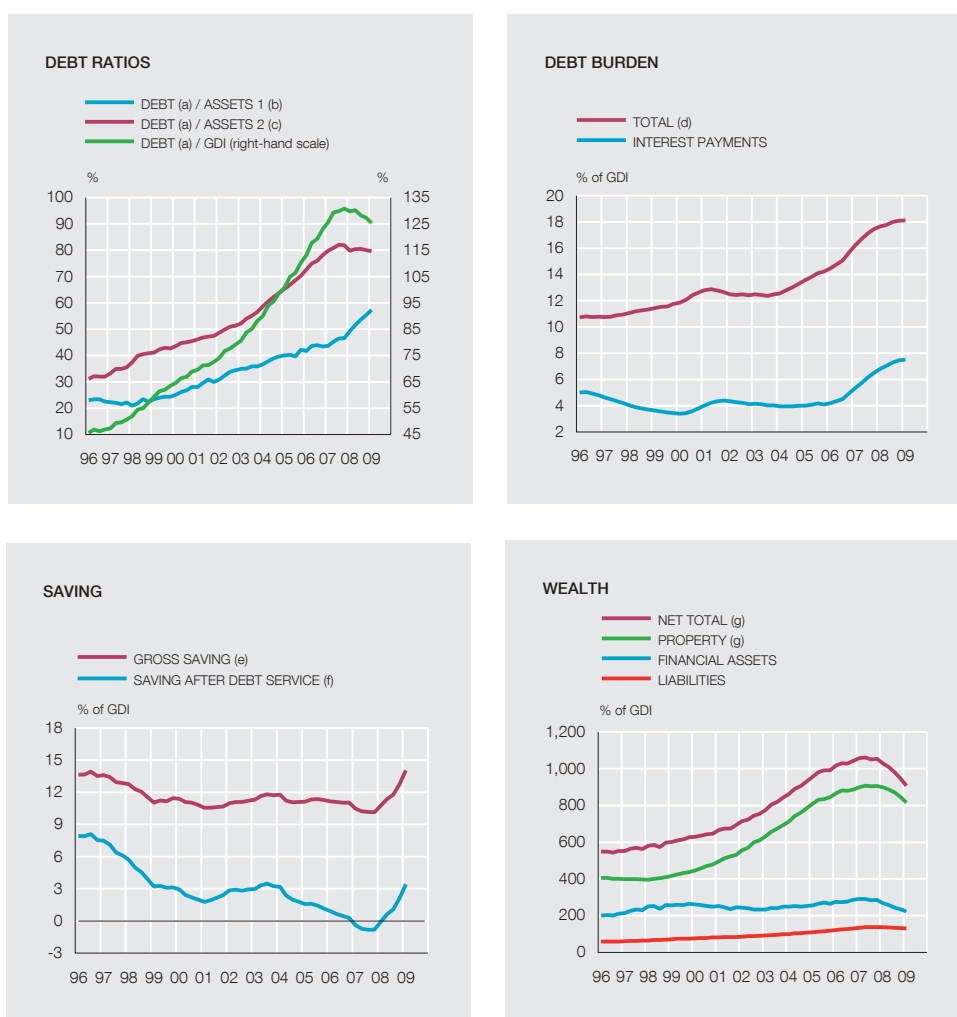 DEBT RATIOS
DEBT (a) / ASSETS 1 (b)
DEBT (a) / ASSETS 2 (c)
DEBT (a) / GDI (right-hand scale)
% %
100 135
90 125
80 115
70 105
60 95
50 85
40 75
30 65
20 55
10 45
96 97 98 99 00 01 02 03 04 05 06 07 08 09
DEBT BURDEN
TOTAL (d)
INTEREST PAYMENTS
% of GDI
20
18
16
14
12
10
8
6
4
2
96 97 98 99 00 01 02 03 04 05 06 07 08 09
SAVING
GROSS SAVING (e)
SAVING AFTER DEBT SERVICE (f)
% of GDI
18
15
12
9
6
3
0
-3
96 97 98 99 00 01 02 03 04 05 06 07 08 09
WEALTH
NET TOTAL (g)
PROPERTY (g)
FINANCIAL ASSETS
LIABILITIES
% of GDI
1,200
1,000
800
600
400
200
0
96 97 98 99 00 01 02 03 04 05 06 07 08 09